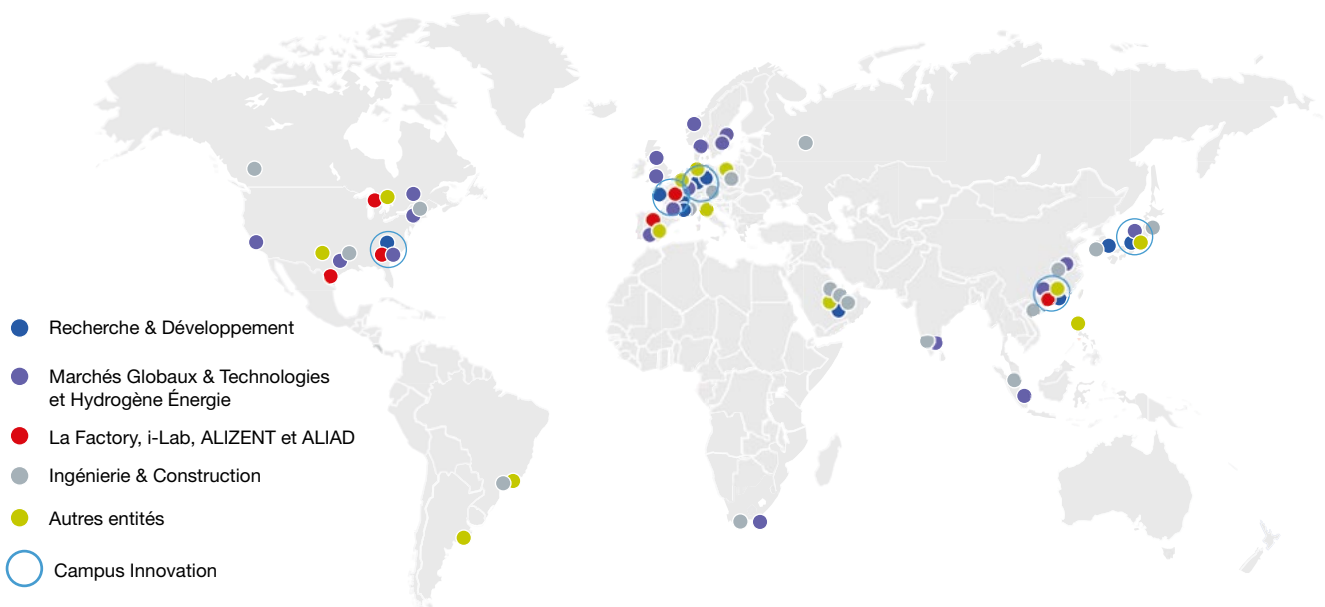 Recherche & Développement
Marchés Globaux & Technologies
et Hydrogène Énergie
La Factory, i-Lab, ALIZENT et ALIAD
Ingénierie & Construction
Autres entités
Campus Innovation